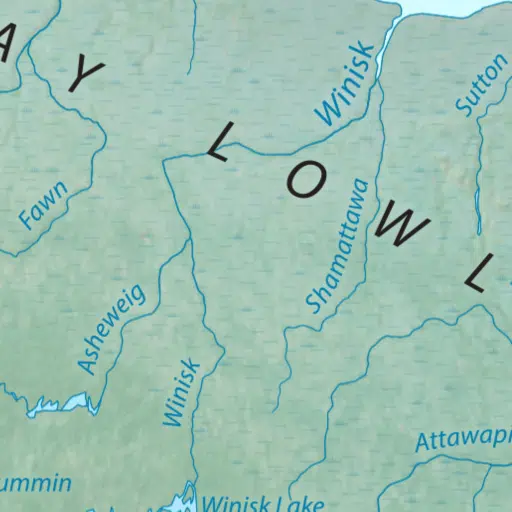 A
Y
Winisk
Sutton
L
O
Fawn
Shamattawa
W
L
Asheweig
Winisk
Attawapi
ummin
Winisk Lake